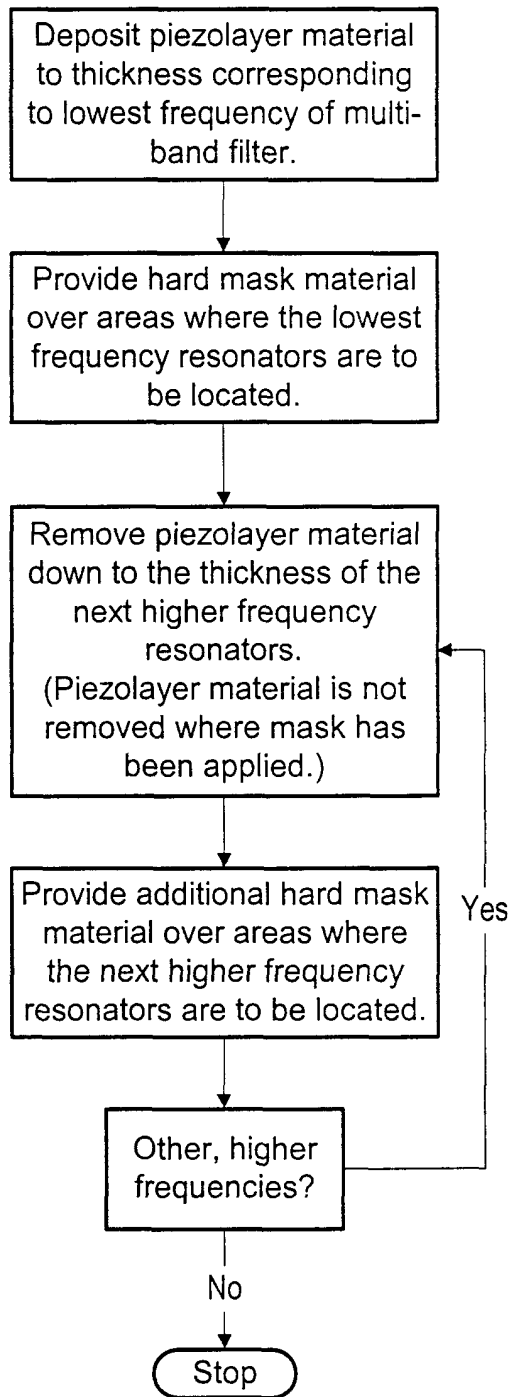 Deposit piezolayer material
to thickness corresponding
to lowest frequency of multi-
band filter.
Provide hard mask material
over areas where the lowest
frequency resonators are to
be located.
Remove piezolayer material
down to the thickness of the
next higher frequency
resonators.
(Piezolayer material is not
removed where mask has
been applied.)
Provide additional hard mask
material over areas where
the next higher frequency
resonators are to be located.
Yes
Other, higher
frequencies?
No
Stop